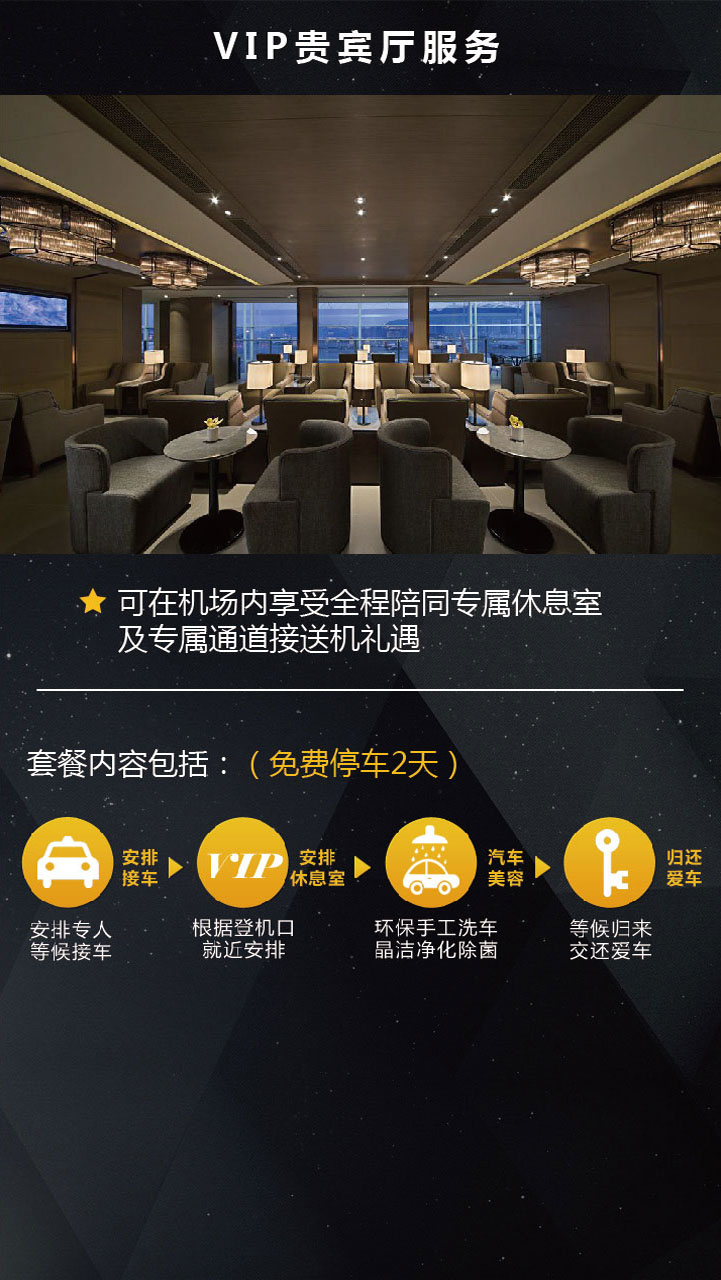 VIP贵宾厅服务
可在机场内享受全程陪同专属休息室
及专属通道接送机礼遇
套餐内容包括：（免费停车2天）
安排
接车
安排专人
等候接车
VIP
安排
休息室
根据登机口
就近安排
汽车
美容
环保手工洗车
晶洁净化除菌
归还
爱车
等候归来
交还爱车